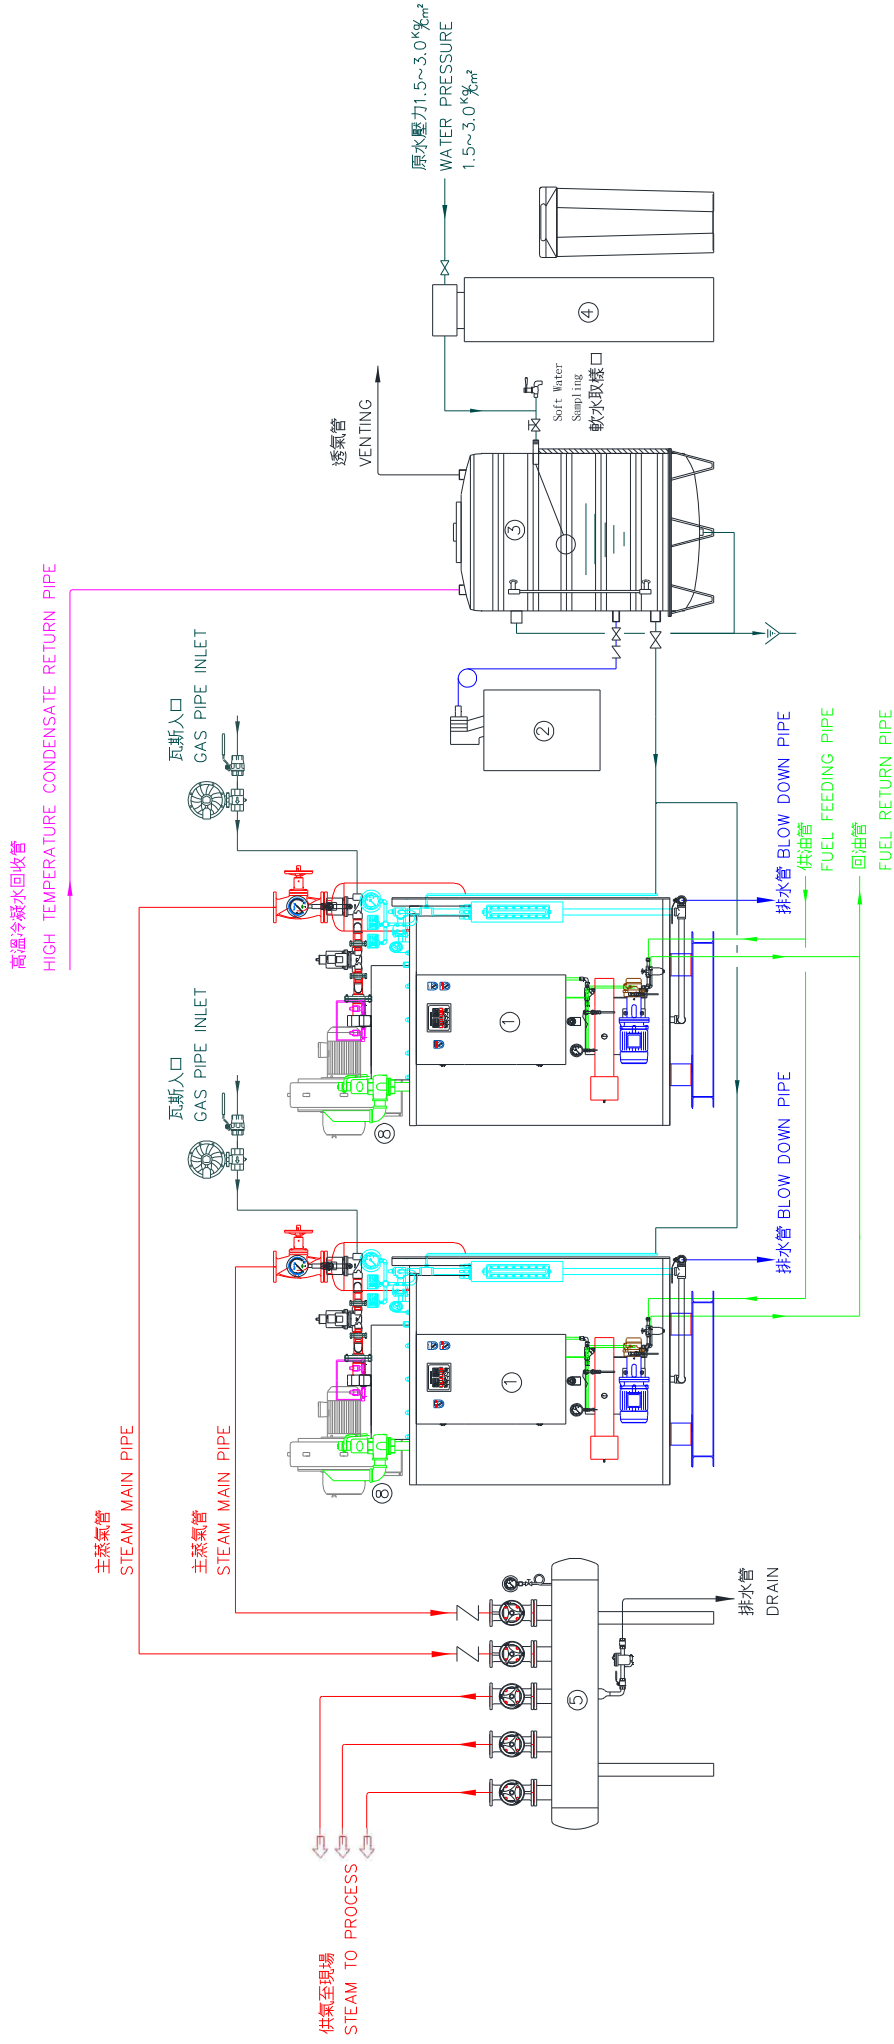 供氣至現場
STEAM TO PROCESS
主蒸氣管
STEAM MAIN PIPE
主蒸氣管
STEAM MAIN PIPE
高溫冷凝水回收管
HIGH TEMPERATURE CONDENSATE RETURN PIPE
瓦斯入口
GAS PIPE INLET
瓦斯入口
GAS PIPE INLET
透氣管
VENTING
原水壓力1.5~3.0Kg/cm²
WATER PRESSURE
1.5~3.0Kg/cm²
Soft Water
Sampling
軟水取樣口
⑤
⑧
①
⑧
①
②
③
④
排水管
DRAIN
排水管 BLOW DOWN PIPE
排水管 BLOW DOWN PIPE
供油管
FUEL FEEDING PIPE
回油管
FUEL RETURN PIPE